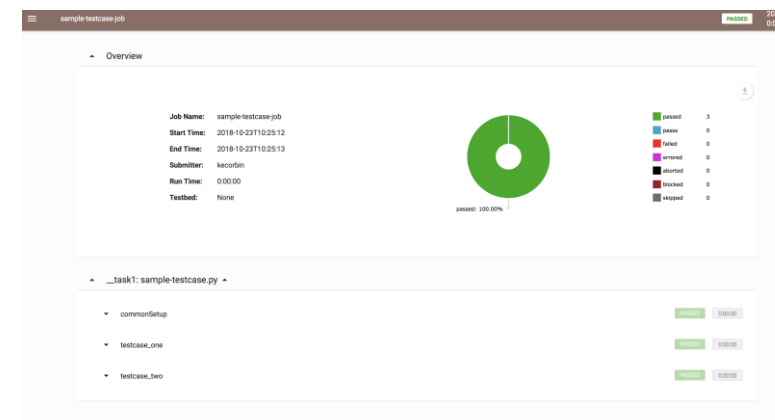 sample-testcase-job PASSED 20
0:0
Overview
Job Name: sample-testcase-job
Start Time: 2018-10-23T10:25:12
End Time: 2018-10-23T10:25:13
Submitter: kecorbin
Run Time: 0:00:00
Testbed: None
passed: 100.00%
passed 3
passx 0
failed 0
errored 0
aborted 0
blocked 0
skipped 0
__task1: sample-testcase.py
commonSetup PASSED 0:00:00
testcase_one PASSED 0:00:00
testcase_two PASSED 0:00:00